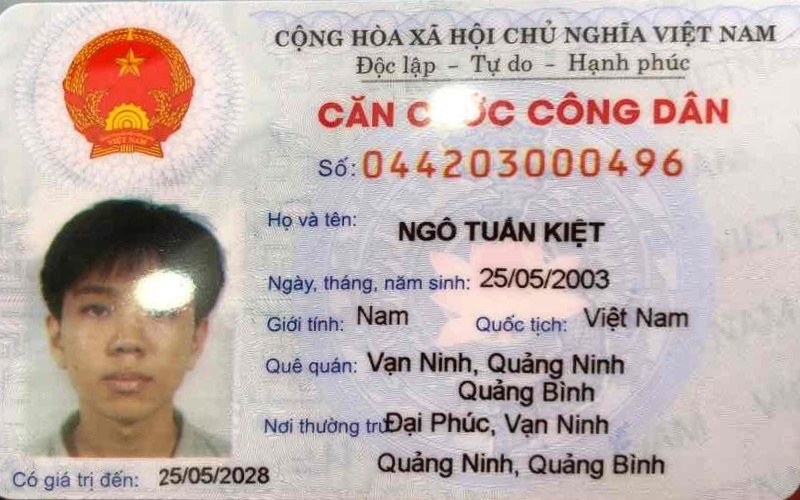 CỘNG HÒA XÃ HỘI CHỦ NGHĨA VIỆT NAM
Độc lập - Tự do - Hạnh phúc
CĂN CƯỚC CÔNG DÂN
Số: 044203000496
Họ và tên: NGÔ TUẤN KIỆT
Ngày, tháng, năm sinh: 25/05/2003
Giới tính: Nam Quốc tịch: Việt Nam
Quê quán: Vạn Ninh, Quảng Ninh
Quảng Bình
Nơi thường trú: Đại Phúc, Vạn Ninh
Quảng Ninh, Quảng Bình
Có giá trị đến: 25/05/2028
VIỆT NAM